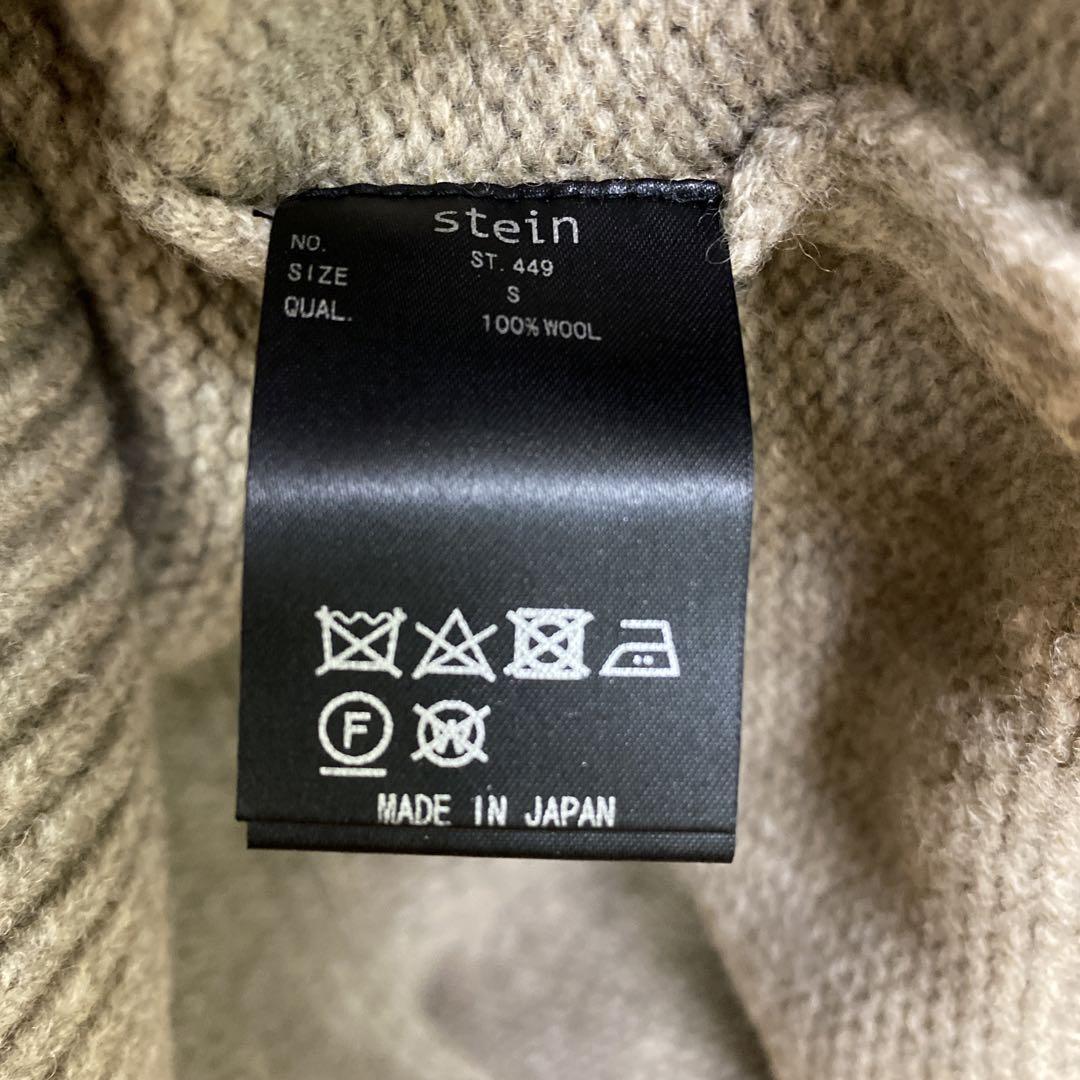 stein
NO. ST. 449
SIZE S
QUAL. 100% WOOL
F W
MADE IN JAPAN